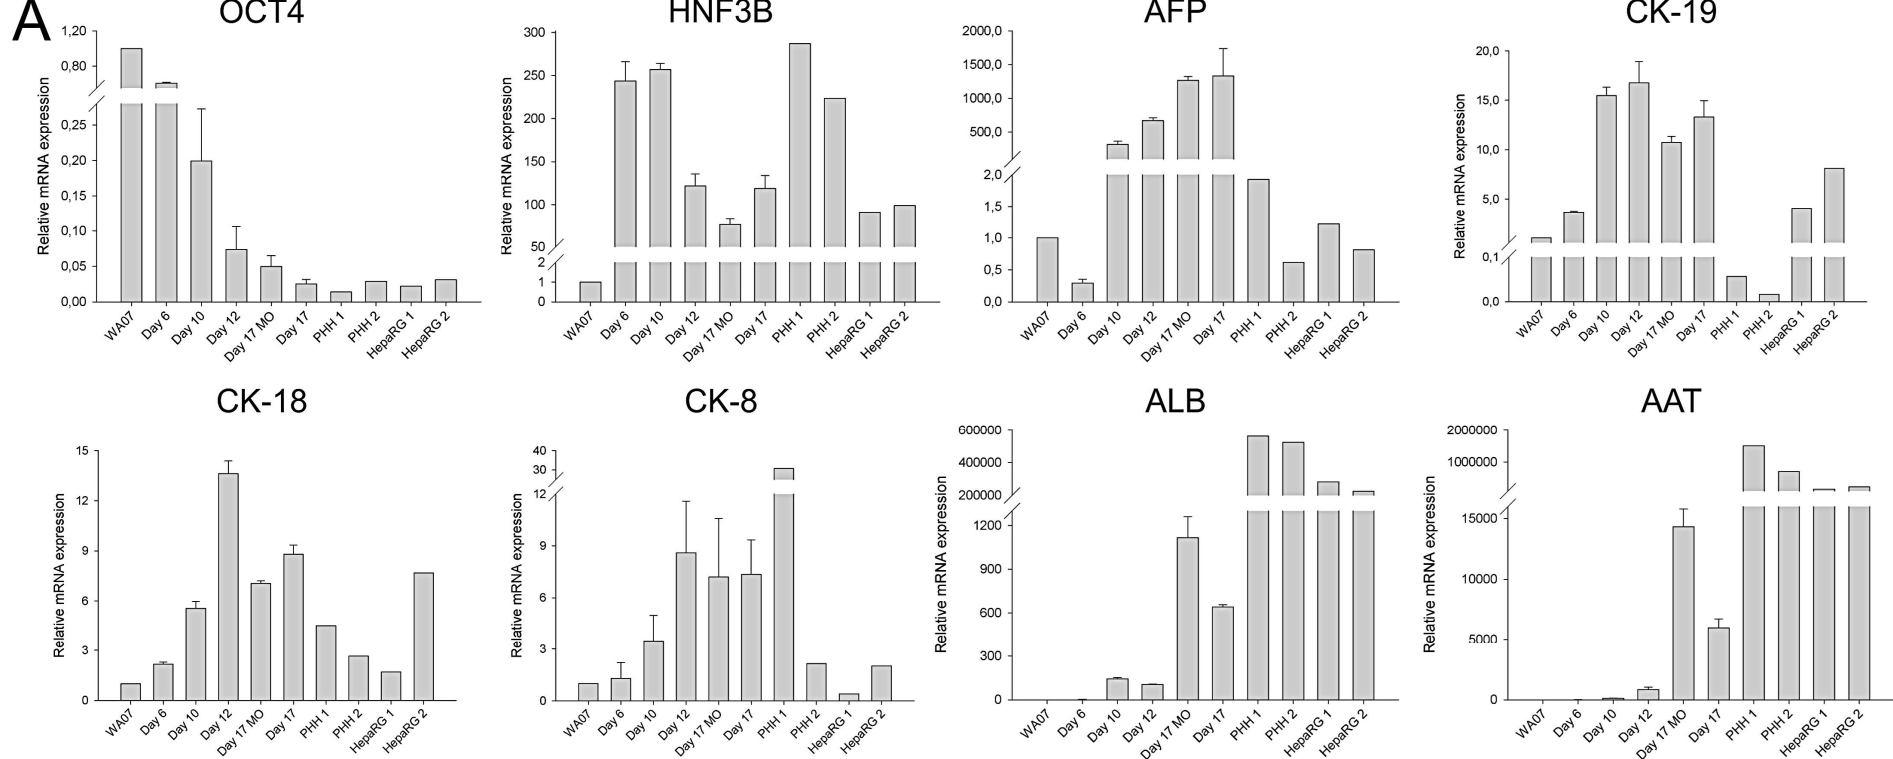 A
OCT4
Relative mRNA expression
1,20
0,80
0,25
0,20
0,15
0,10
0,05
0,00
WA07
Day 6
Day 10
Day 12
Day 17 MO
Day 17
PHH 1
PHH 2
HepaRG 1
HepaRG 2
HNF3B
Relative mRNA expression
300
250
200
150
100
50
2
1
0
WA07
Day 6
Day 10
Day 12
Day 17 MO
Day 17
PHH 1
PHH 2
HepaRG 1
HepaRG 2
AFP
2000,0
1500,0
1000,0
500,0
2,0
1,5
1,0
0,5
0,0
WA07
Day 6
Day 10
Day 12
Day 17 MO
Day 17
PHH 1
PHH 2
HepaRG 1
HepaRG 2
CK-19
Relative mRNA expression
20,0
15,0
10,0
5,0
0,1
0,0
WA07
Day 6
Day 10
Day 12
Day 17 MO
Day 17
PHH 1
PHH 2
HepaRG 1
HepaRG 2
CK-18
Relative mRNA expression
15
12
9
6
3
0
WA07
Day 6
Day 10
Day 12
Day 17 MO
Day 17
PHH 1
PHH 2
HepaRG 1
HepaRG 2
CK-8
Relative mRNA expression
40
30
12
9
6
3
0
WA07
Day 6
Day 10
Day 12
Day 17 MO
Day 17
PHH 1
PHH 2
HepaRG 1
HepaRG 2
ALB
Relative mRNA expression
600000
400000
200000
1200
900
600
300
0
WA07
Day 6
Day 10
Day 12
Day 17 MO
Day 17
PHH 1
PHH 2
HepaRG 1
HepaRG 2
AAT
Relative mRNA expression
2000000
1000000
15000
10000
5000
0
WA07
Day 6
Day 10
Day 12
Day 17 MO
Day 17
PHH 1
PHH 2
HepaRG 1
HepaRG 2